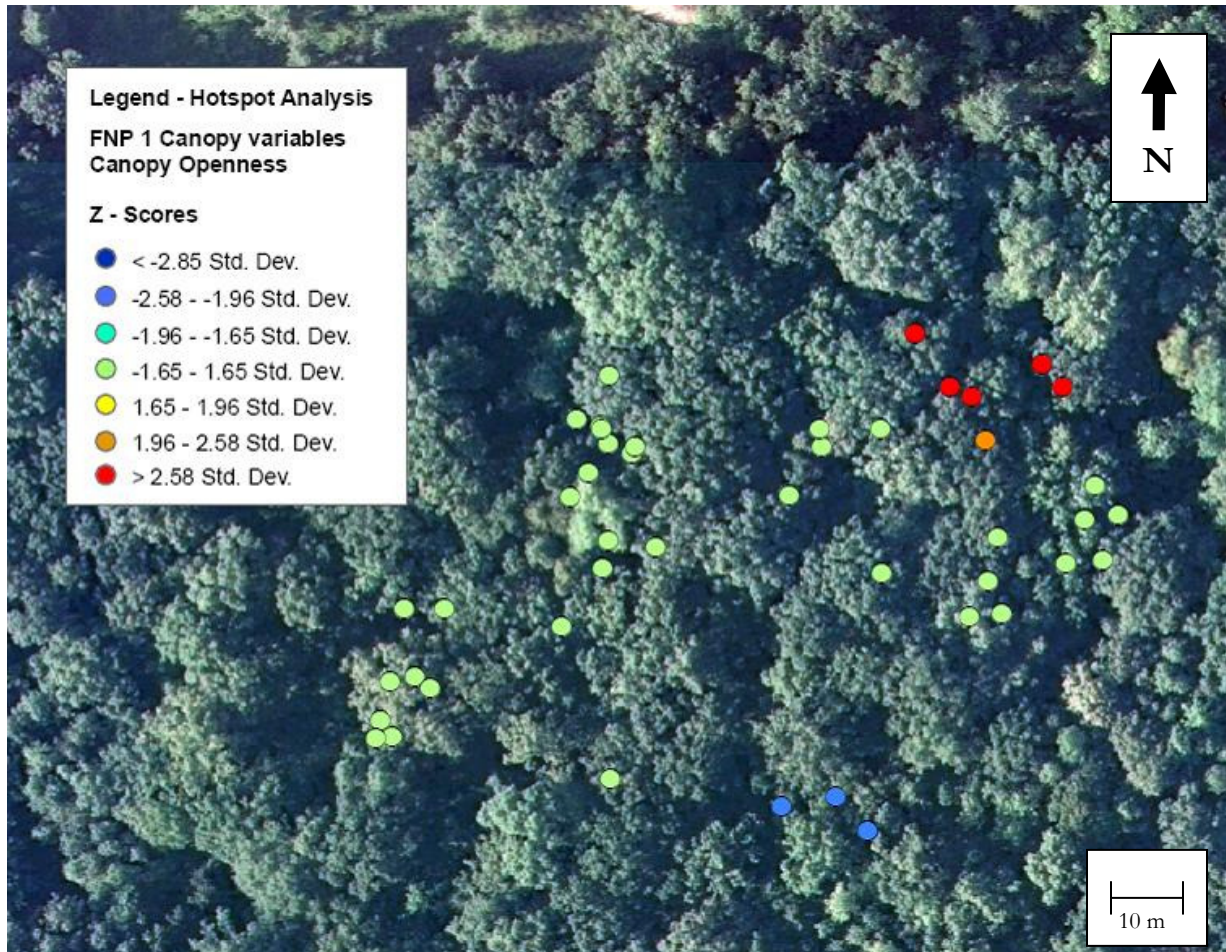 Legend - Hotspot Analysis
FNP 1 Canopy variables
Canopy Openness
Z - Scores
< -2.85 Std. Dev.
-2.58 - -1.96 Std. Dev.
-1.96 - -1.65 Std. Dev.
-1.65 - 1.65 Std. Dev.
1.65 - 1.96 Std. Dev.
1.96 - 2.58 Std. Dev.
> 2.58 Std. Dev.
N
10 m